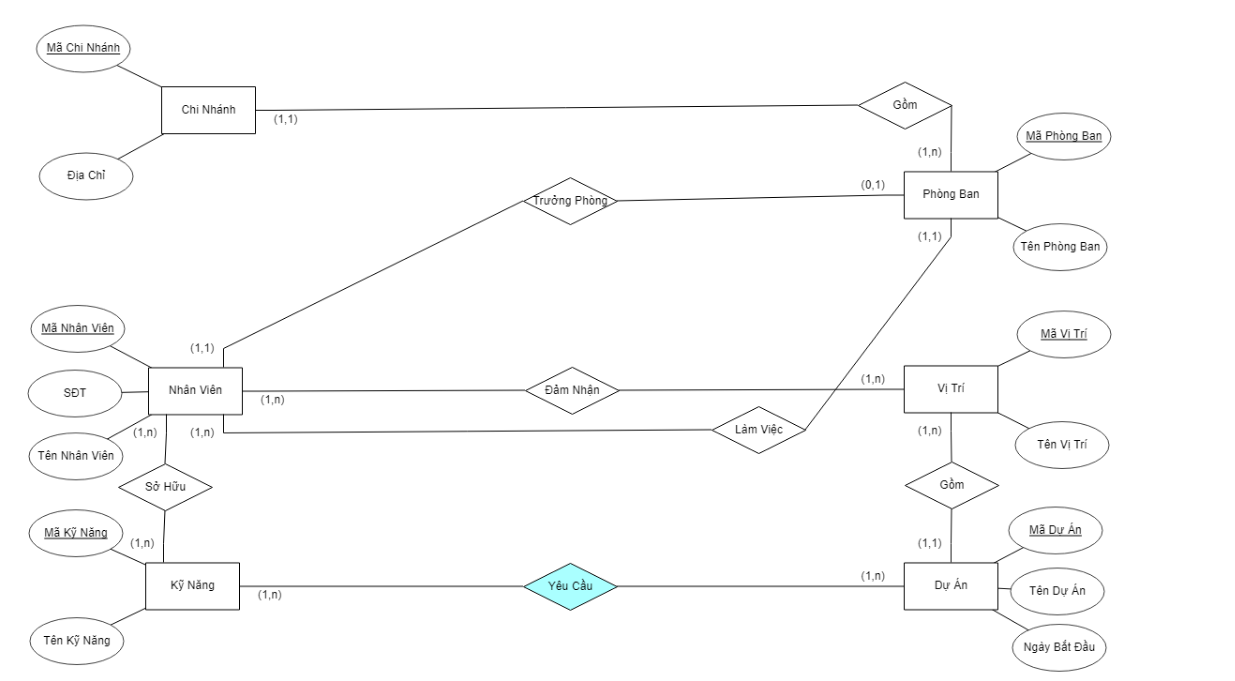 Mã Chi Nhánh
Chi Nhánh
(1,1)
Địa Chỉ
Gồm
(1,n)
Mã Phòng Ban
Phòng Ban
(0,1)
Trưởng Phòng
(1,1)
Tên Phòng Ban
Mã Nhân Viên
(1,1)
SĐT
Nhân Viên
(1,n)
Đảm Nhận
(1,n)
Vị Trí
Mã Vị Trí
Tên Nhân Viên
(1,n)
(1,n)
Làm Việc
(1,n)
Tên Vị Trí
Sở Hữu
Gồm
Mã Kỹ Năng
(1,n)
(1,1)
Mã Dự Án
Kỹ Năng
(1,n)
Yêu Cầu
(1,n)
Dự Án
Tên Dự Án
Tên Kỹ Năng
Ngày Bắt Đầu